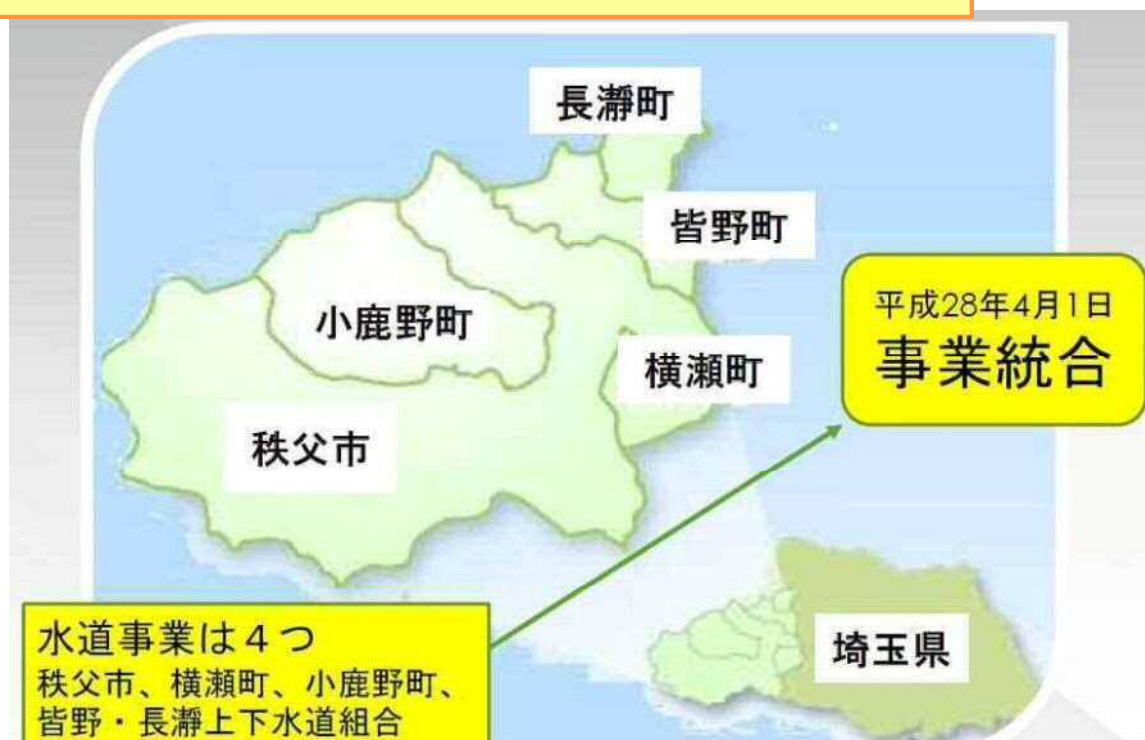 長瀞町
皆野町
小鹿野町
横瀬町
秩父市
平成28年4月1日
事業統合
埼玉県
水道事業は４つ
秩父市、横瀬町、小鹿野町、
皆野・長瀞上下水道組合